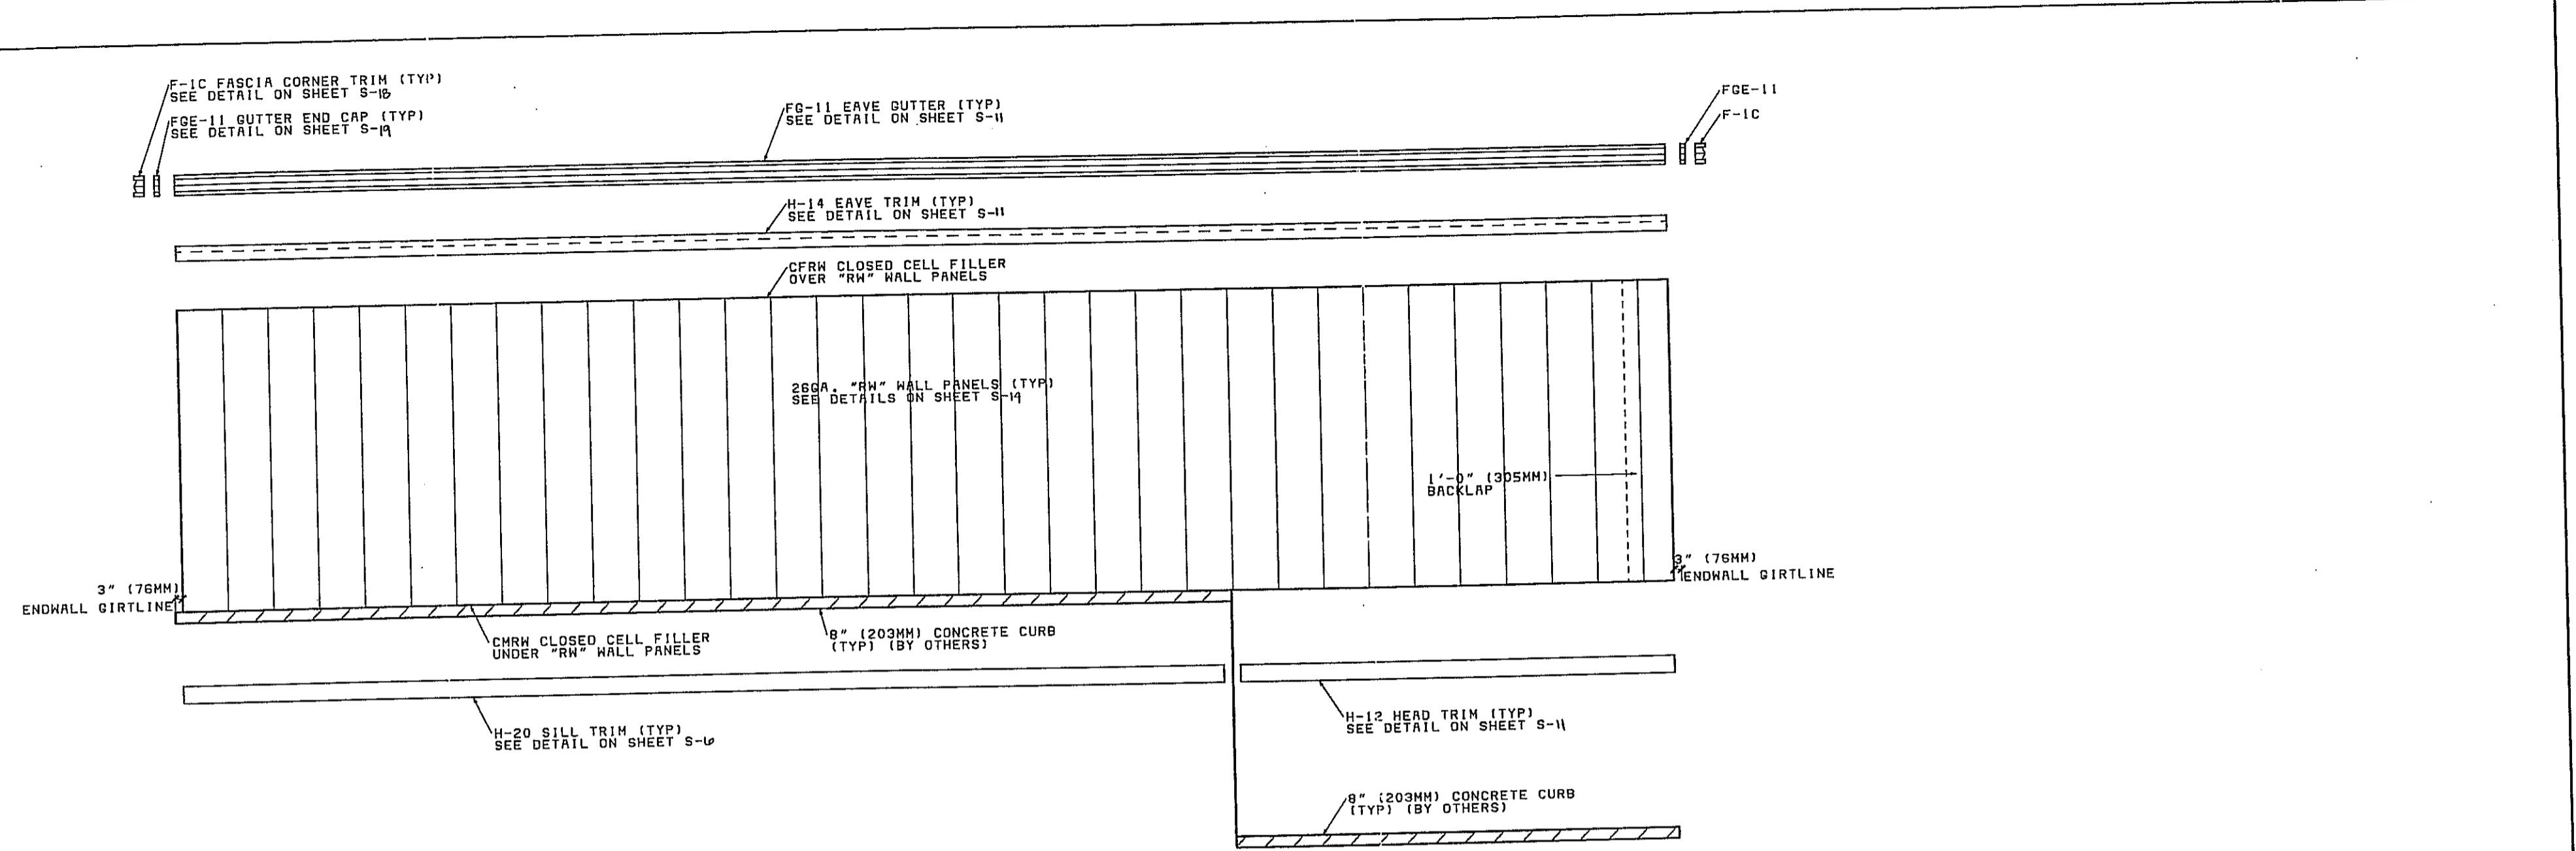 F-1C FASCIA CORNER TRIM (TYP)
SEE DETAIL ON SHEET S-18
FGE-11 GUTTER END CAP (TYP)
SEE DETAIL ON SHEET S-19
FG-11 EAVE GUTTER (TYP)
SEE DETAIL ON SHEET S-11
FGE-11
F-1C
H-14 EAVE TRIM (TYP)
SEE DETAIL ON SHEET S-11
CFRW CLOSED CELL FILLER
OVER "RW" WALL PANELS
26GA. "RW" WALL PANELS (TYP)
SEE DETAILS ON SHEET S-19
1'-0" (305MM)
BACKLAP
3" (76MM)
ENDWALL GIRTLINE
3" (76MM)
ENDWALL GIRTLINE
CMRW CLOSED CELL FILLER
UNDER "RW" WALL PANELS
8" (203MM) CONCRETE CURB
(TYP) (BY OTHERS)
H-20 SILL TRIM (TYP)
SEE DETAIL ON SHEET S-6
H-12 HEAD TRIM (TYP)
SEE DETAIL ON SHEET S-11
8" (203MM) CONCRETE CURB
(TYP) (BY OTHERS)